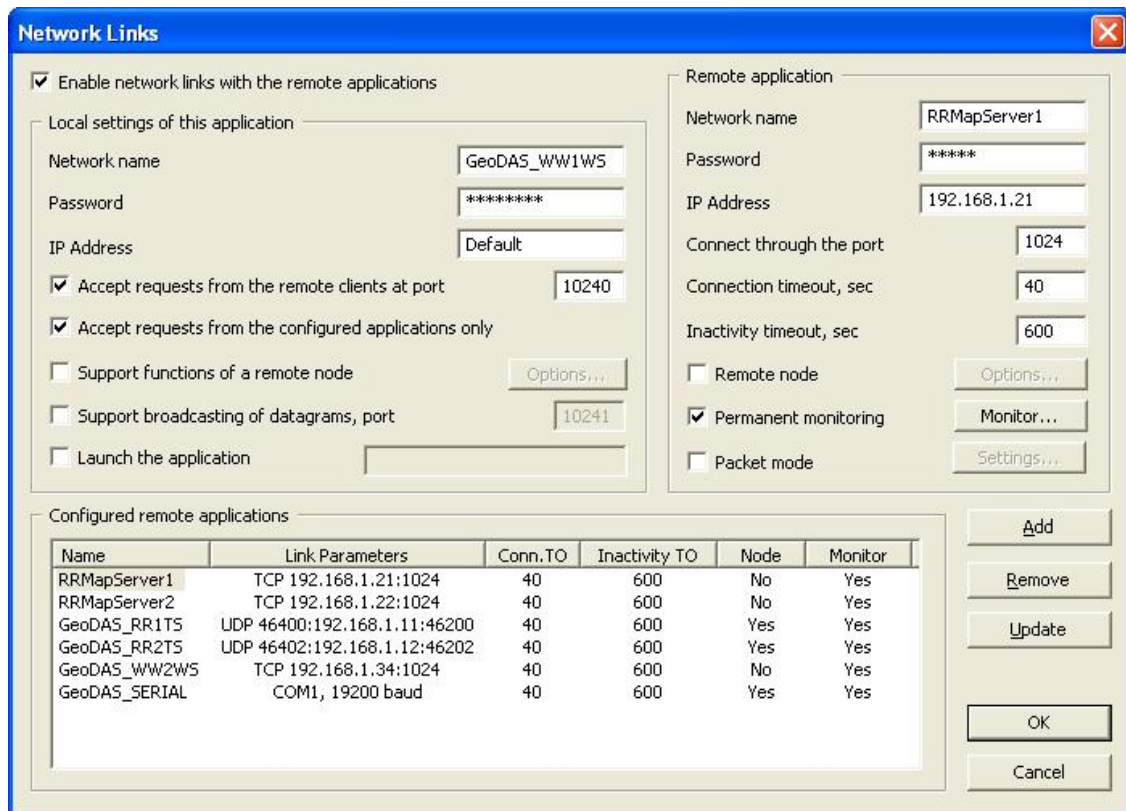 Network Links
Enable network links with the remote applications
Local settings of this application
Network name GeoDAS_WW1WS
Password ********
IP Address Default
Accept requests from the remote clients at port 10240
Accept requests from the configured applications only
Support functions of a remote node Options...
Support broadcasting of datagrams, port 10241
Launch the application
Remote application
Network name RRMapServer1
Password *****
IP Address 192.168.1.21
Connect through the port 1024
Connection timeout, sec 40
Inactivity timeout, sec 600
Remote node Options...
Permanent monitoring Monitor...
Packet mode Settings...
Configured remote applications
Name Link Parameters Conn.TO Inactivity TO Node Monitor
RRMapServer1 TCP 192.168.1.21:1024 40 600 No Yes
RRMapServer2 TCP 192.168.1.22:1024 40 600 No Yes
GeoDAS_RR1TS UDP 46400:192.168.1.11:46200 40 600 Yes Yes
GeoDAS_RR2TS UDP 46402:192.168.1.12:46202 40 600 Yes Yes
GeoDAS_WW2WS TCP 192.168.1.34:1024 40 600 No Yes
GeoDAS_SERIAL COM1, 19200 baud 40 600 Yes Yes
Add
Remove
Update
OK
Cancel